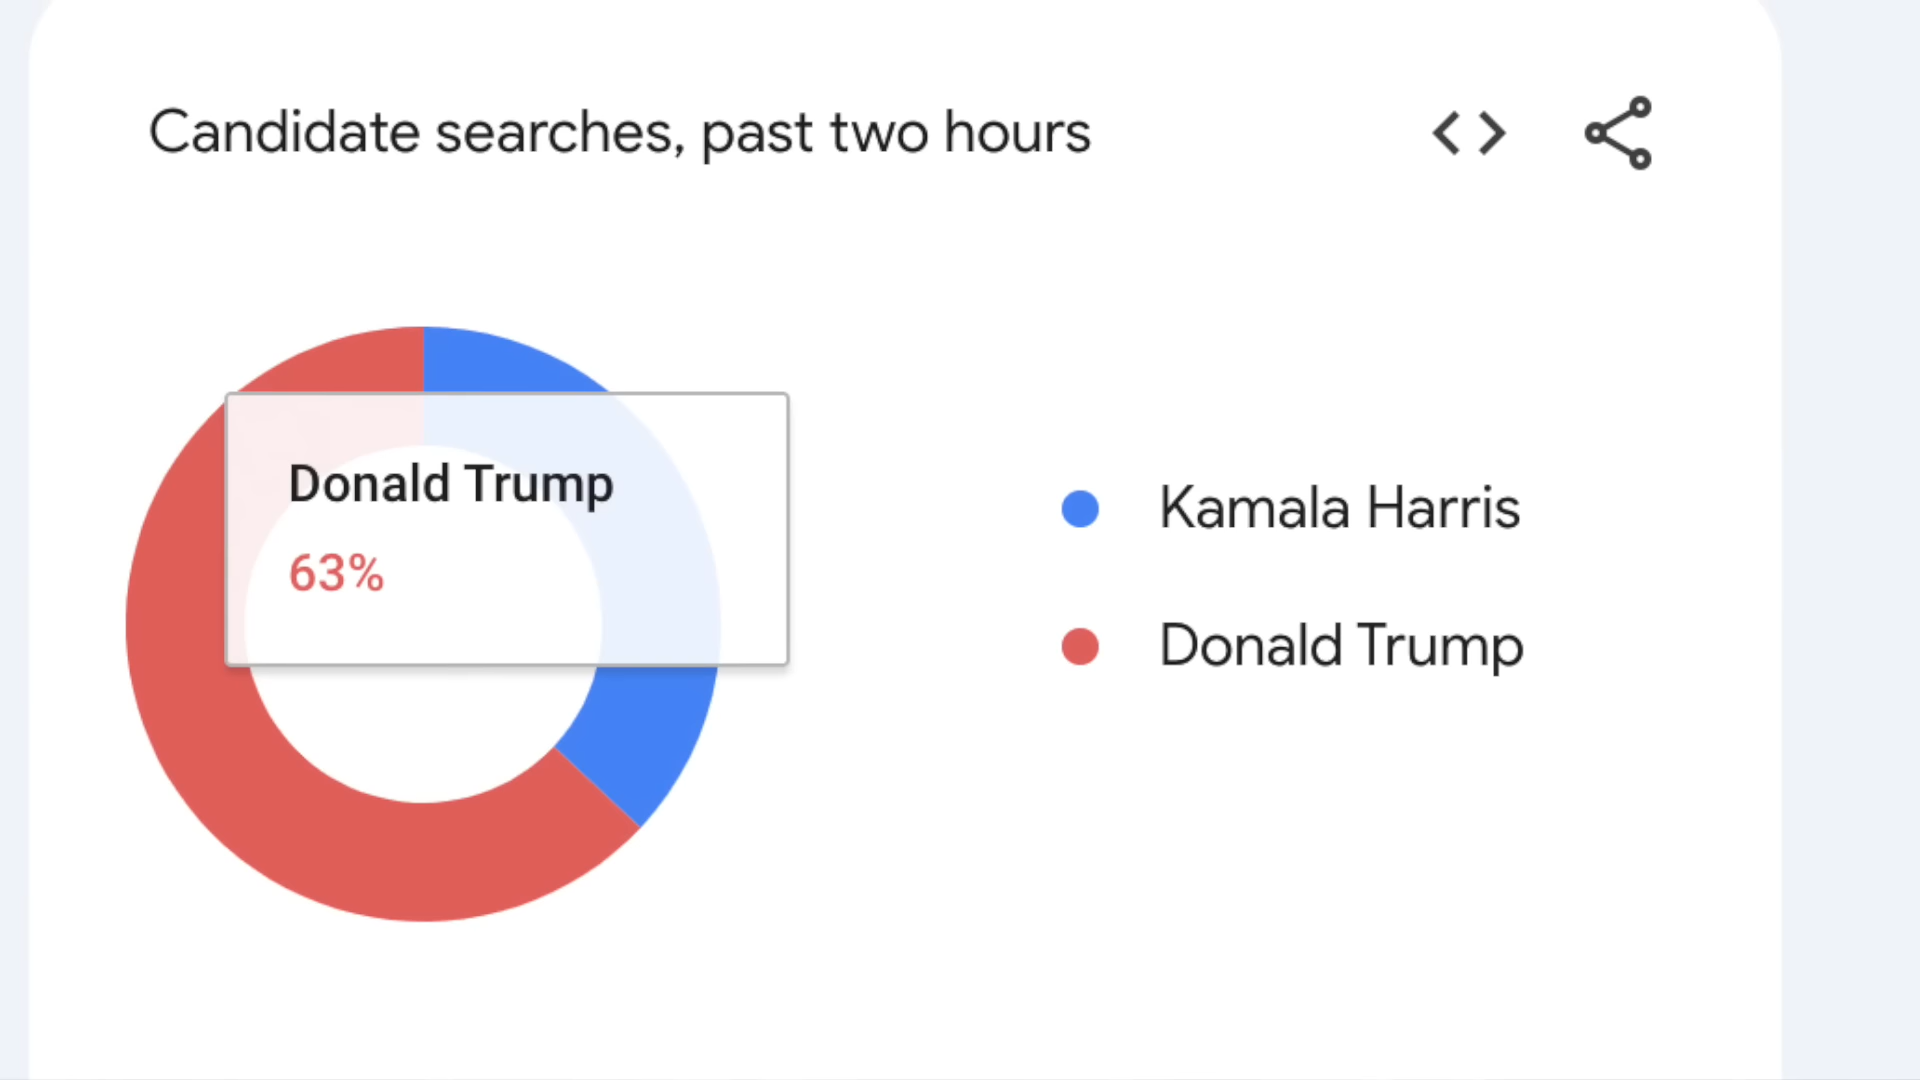 Candidate searches, past two hours
Donald Trump
63%
Kamala Harris
Donald Trump